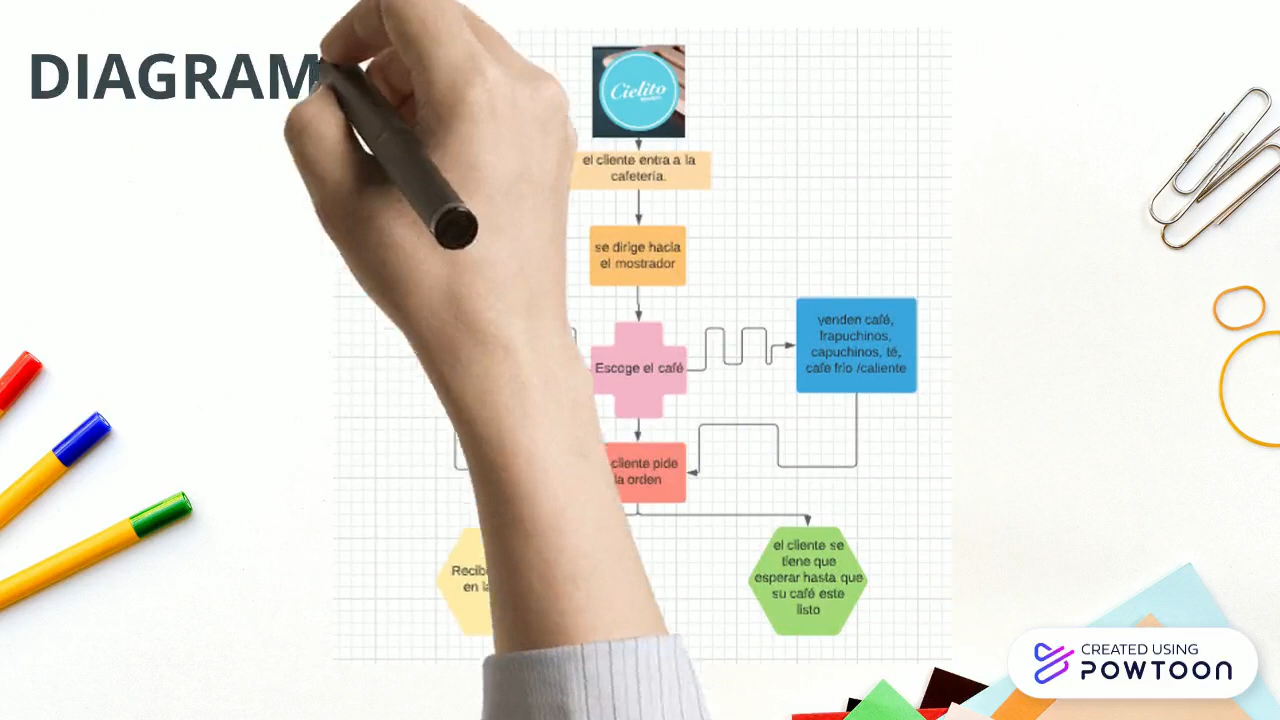 DIAGRAM
Cielito
el cliente entra a la
cafetería.
se dirige hacia
el mostrador
Escoge el café
venden café,
frapuchinos,
capuchinos, té,
cafe frio /caliente
cliente pide
la orden
en
el cliente se
tiene que
esperar hasta que
su café este
listo
CREATED USING
POWTOON